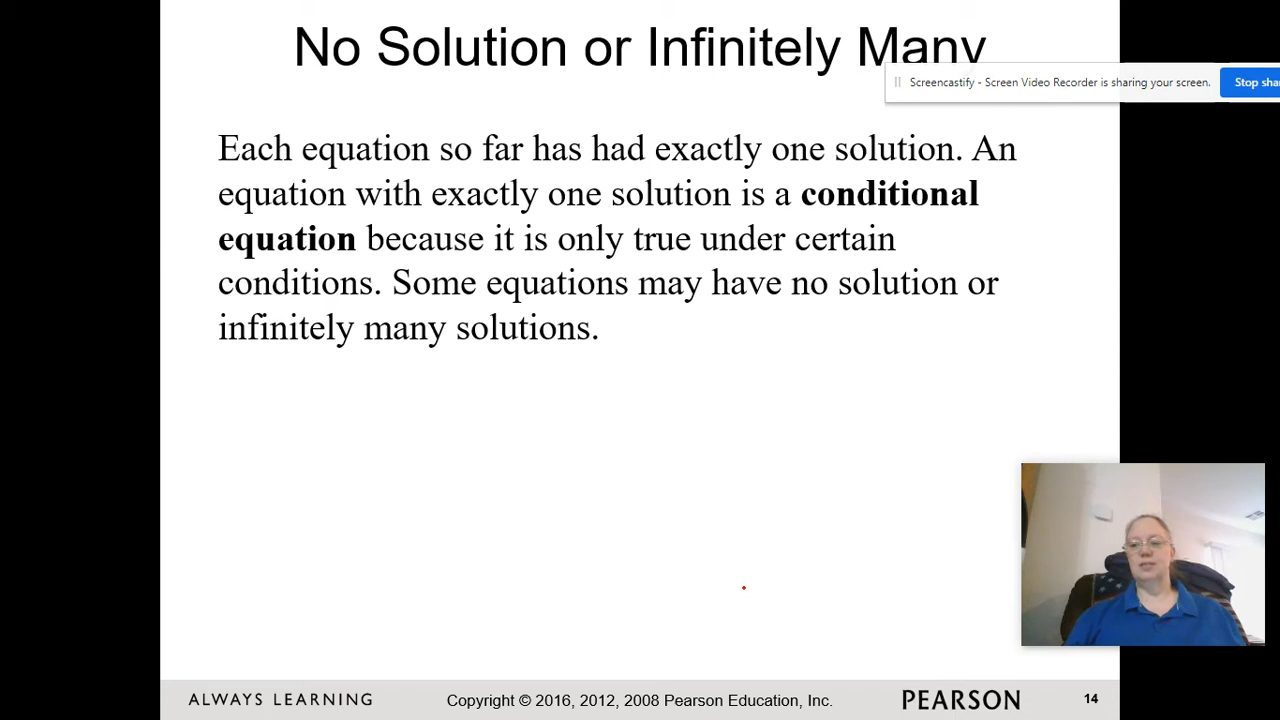 No Solution or Infinitely Many
Screencastify - Screen Video Recorder is sharing your screen.
Stop
Each equation so far has had exactly one solution. An
equation with exactly one solution is a conditional
equation because it is only true under certain
conditions. Some equations may have no solution or
infinitely many solutions.
ALWAYS LEARNING
Copyright © 2016, 2012, 2008 Pearson Education, Inc.
PEARSON
14